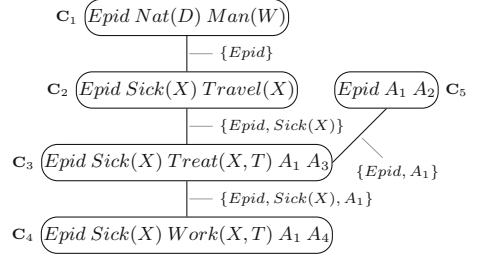 C₁ Epid Nat(D) Man(W)
{Epid}
C₂ Epid Sick(X) Travel(X)
Epid A₁ A₂ C₅
{Epid, Sick(X)}
C₃ Epid Sick(X) Treat(X, T) A₁ A₃
{Epid, A₁}
{Epid, Sick(X), A₁}
C₄ Epid Sick(X) Work(X, T) A₁ A₄